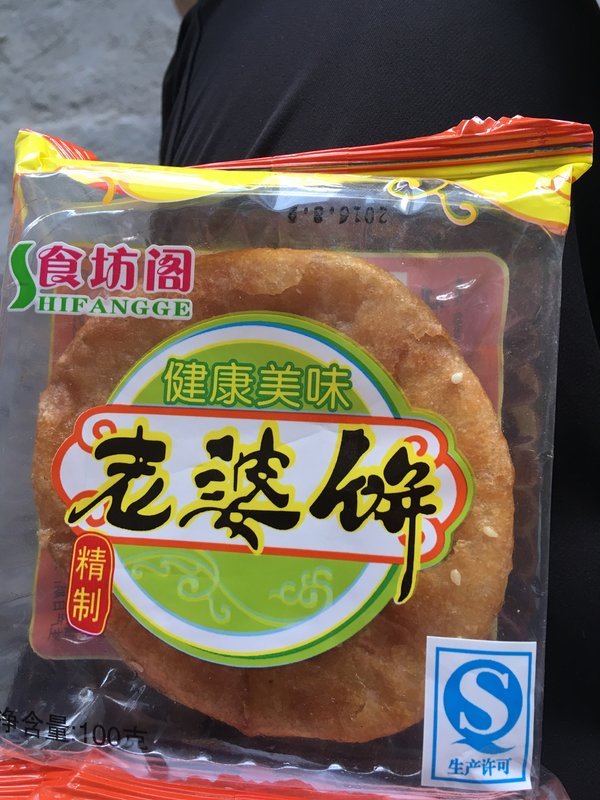 2016.8.2
食坊阁
SHIFANGGE
健康美味
老婆饼
精制
净含量:100克
S
生产许可